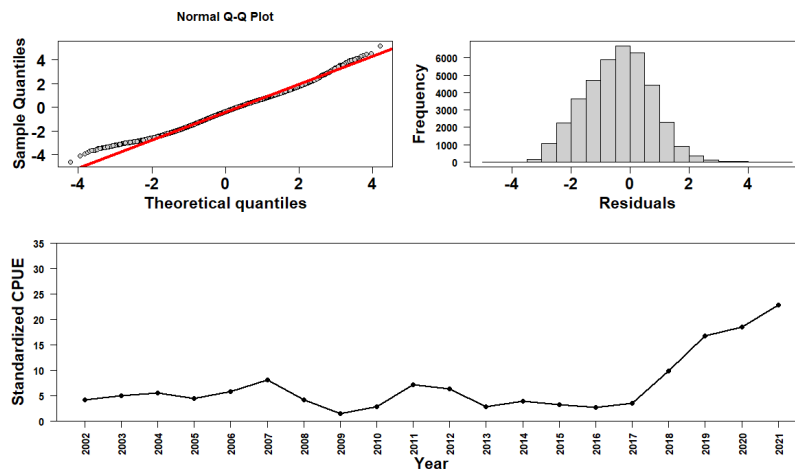 Normal Q-Q Plot
Sample Quantiles
4
2
0
-2
-4
-4 -2 0 2 4
Theoretical quantiles
Frequency
6000
5000
4000
3000
2000
1000
0
-4 -2 0 2 4
Residuals
Standardized CPUE
35
30
25
20
15
10
5
0
2002 2003 2004 2005 2006 2007 2008 2009 2010 2011 2012 2013 2014 2015 2016 2017 2018 2019 2020 2021
Year